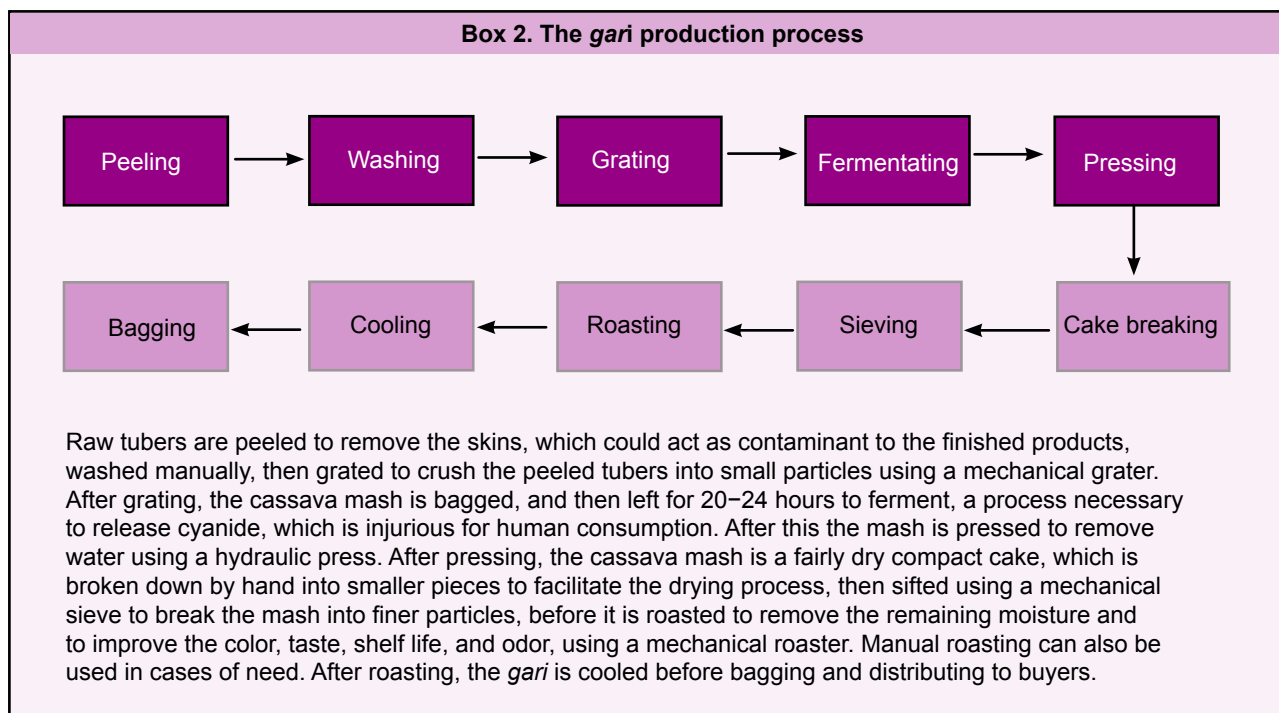 Box 2. The gari production process
Peeling
Washing
Grating
Fermentating
Pressing
Cake breaking
Sieving
Roasting
Cooling
Bagging
Raw tubers are peeled to remove the skins, which could act as contaminant to the finished products,
washed manually, then grated to crush the peeled tubers into small particles using a mechanical grater.
After grating, the cassava mash is bagged, and then left for 20−24 hours to ferment, a process necessary
to release cyanide, which is injurious for human consumption. After this the mash is pressed to remove
water using a hydraulic press. After pressing, the cassava mash is a fairly dry compact cake, which is
broken down by hand into smaller pieces to facilitate the drying process, then sifted using a mechanical
sieve to break the mash into finer particles, before it is roasted to remove the remaining moisture and
to improve the color, taste, shelf life, and odor, using a mechanical roaster. Manual roasting can also be
used in cases of need. After roasting, the gari is cooled before bagging and distributing to buyers.